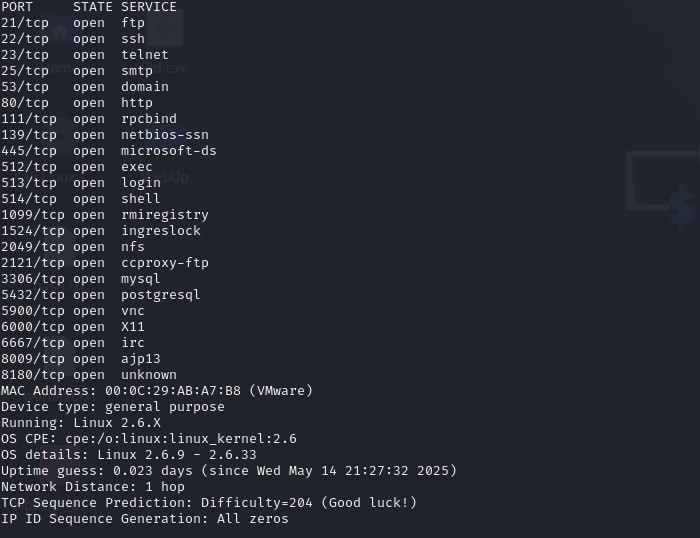 PORT     STATE SERVICE
21/tcp   open  ftp
22/tcp   open  ssh
23/tcp   open  telnet
25/tcp   open  smtp
53/tcp   open  domain
80/tcp   open  http
111/tcp  open  rpcbind
139/tcp  open  netbios-ssn
445/tcp  open  microsoft-ds
512/tcp  open  exec
513/tcp  open  login
514/tcp  open  shell
1099/tcp open  rmiregistry
1524/tcp open  ingreslock
2049/tcp open  nfs
2121/tcp open  ccproxy-ftp
3306/tcp open  mysql
5432/tcp open  postgresql
5900/tcp open  vnc
6000/tcp open  X11
6667/tcp open  irc
8009/tcp open  ajp13
8180/tcp open  unknown
MAC Address: 00:0C:29:AB:A7:B8 (VMware)
Device type: general purpose
Running: Linux 2.6.X
OS CPE: cpe:/o:linux:linux_kernel:2.6
OS details: Linux 2.6.9 - 2.6.33
Uptime guess: 0.023 days (since Wed May 14 21:27:32 2025)
Network Distance: 1 hop
TCP Sequence Prediction: Difficulty=204 (Good luck!)
IP ID Sequence Generation: All zeros